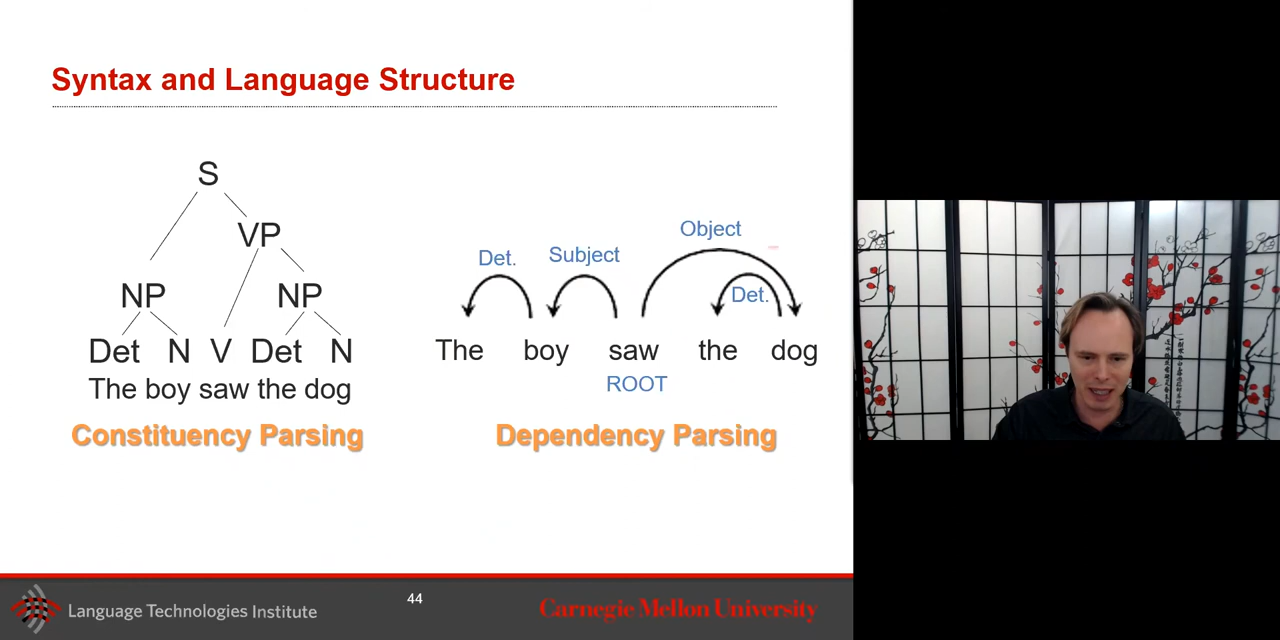 Syntax and Language Structure
S
VP
NP NP
Det N V Det N
The boy saw the dog
Constituency Parsing
Object
Det. Subject
Det.
The boy saw the dog
ROOT
Dependency Parsing
Language Technologies Institute
44
Carnegie Mellon University